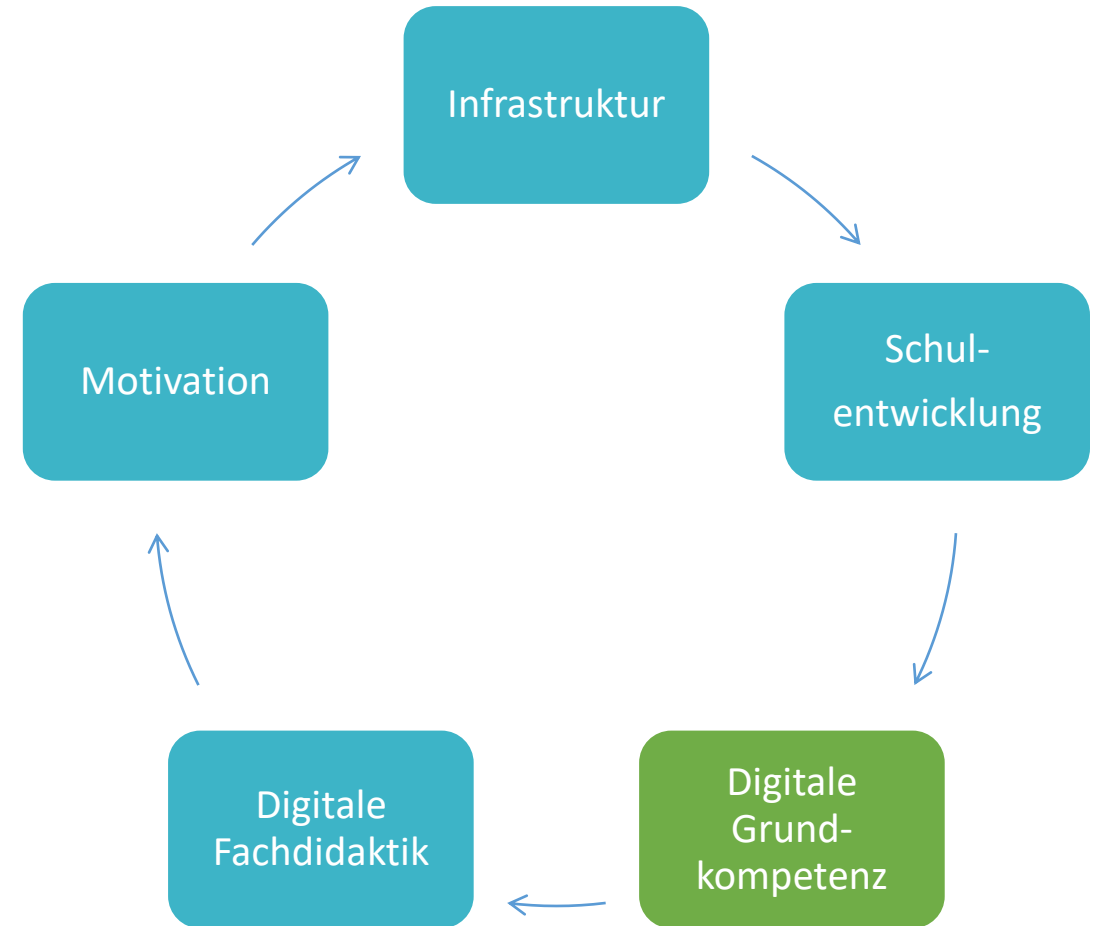 Infrastruktur
Schul-
entwicklung
Digitale
Grund-
kompetenz
Digitale
Fachdidaktik
Motivation